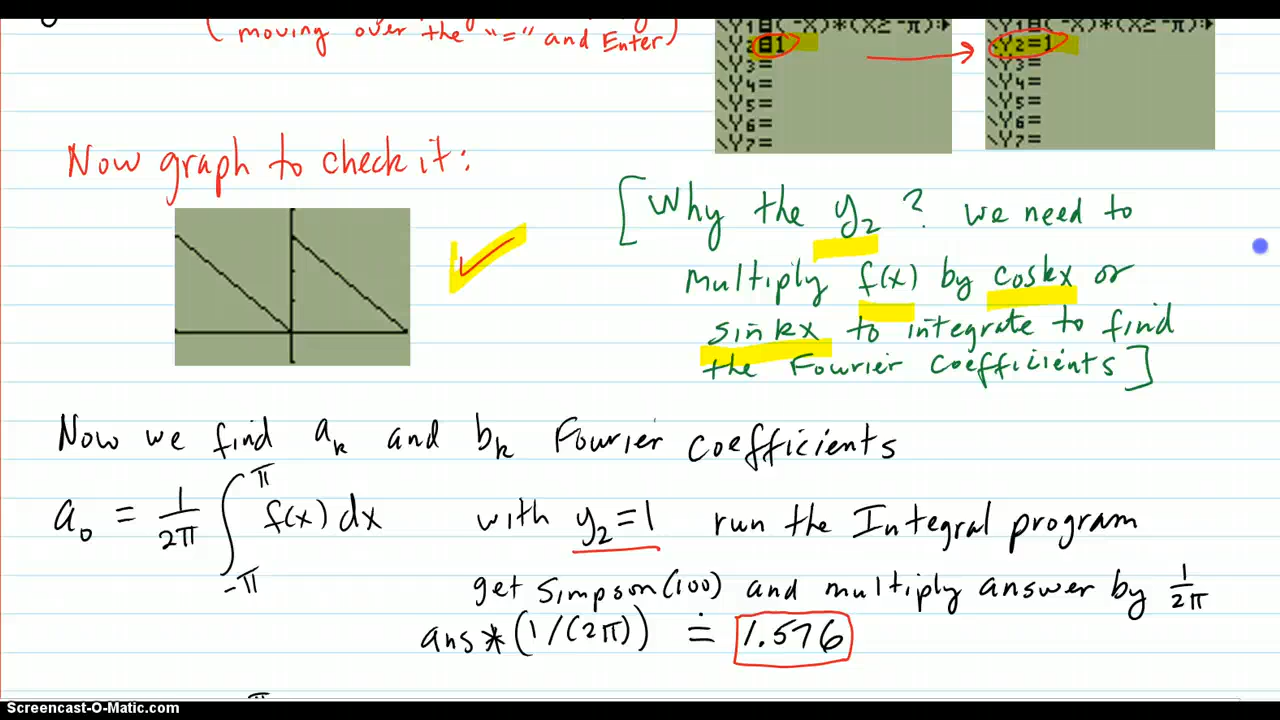 (moving over the "=" and Enter)
\Y1=(-X)*(X≥-π):
\Y2=1
\Y3=
\Y4=
\Y5=
\Y6=
\Y7=
\Y1=(-X)*(X≥-π):
\Y2=1
\Y3=
\Y4=
\Y5=
\Y6=
\Y7=
Now graph to check it:
[Why the y₂ ? we need to
multiply f(x) by coskx or
sinkx to integrate to find
the Fourier Coefficients]
Now we find aₖ and bₖ Fourier coefficients
a₀ = 1/2π ∫_{-π}^{π} f(x) dx with y₂=1 run the Integral program
get Simpson(100) and multiply answer by 1/2π
ans*(1/(2π)) ≐ 1.576
π
Screencast-O-Matic.com